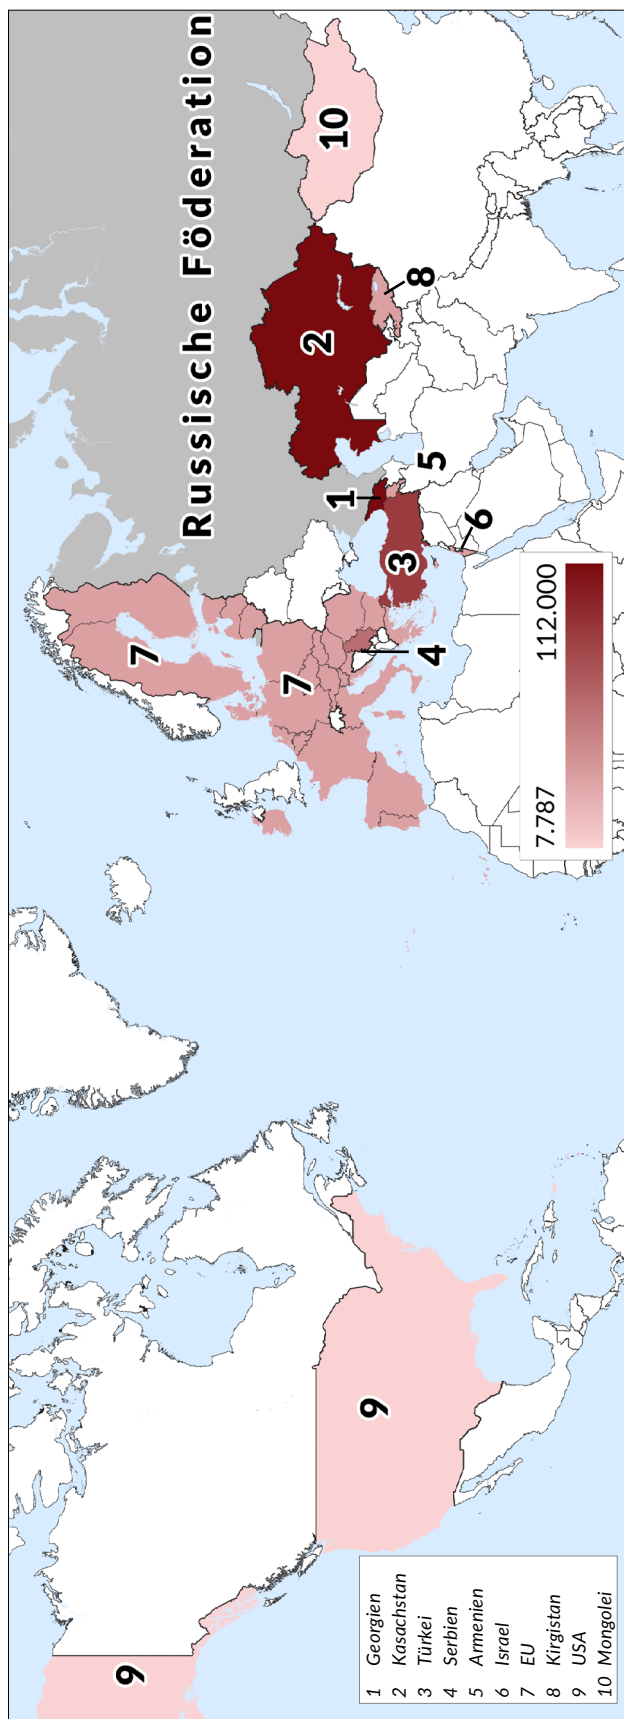 Russische Föderation
10
2
8
1
5
3
6
7
7
4
9
9
7.787 112.000
1 Georgien
2 Kasachstan
3 Türkei
4 Serbien
5 Armenien
6 Israel
7 EU
8 Kirgistan
9 USA
10 Mongolei